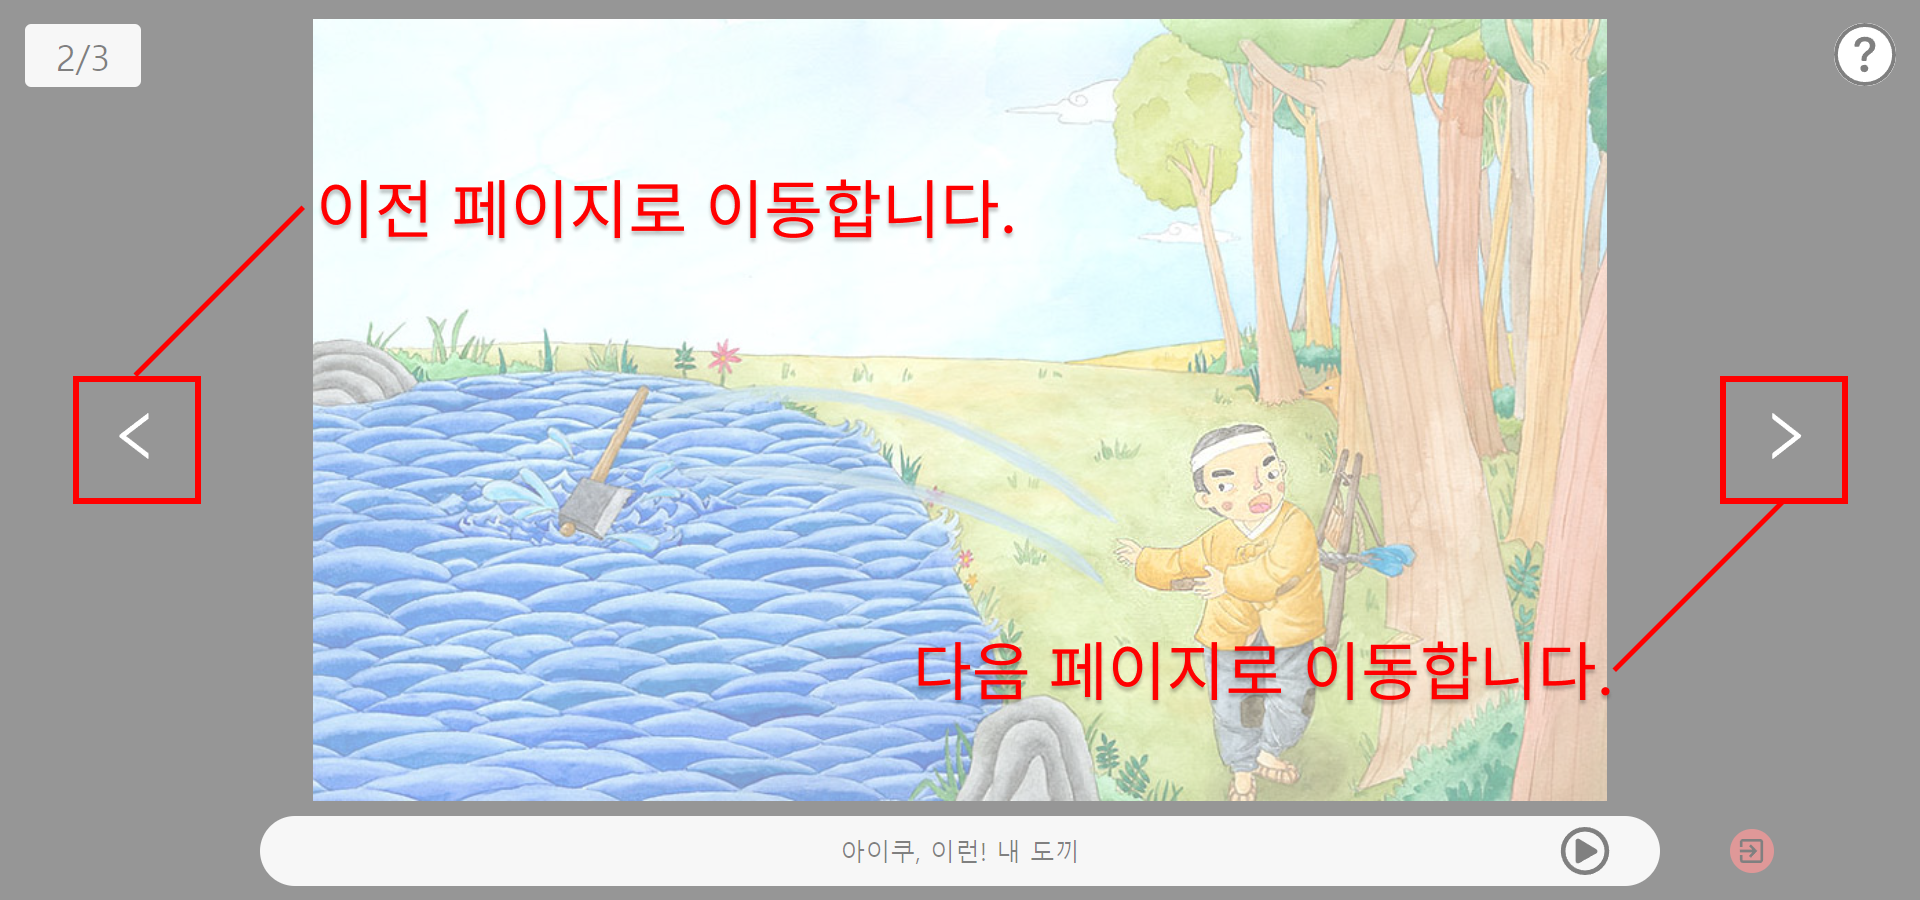 2/3
?
이전 페이지로 이동합니다.
<
>
다음 페이지로 이동합니다.
아이쿠, 이런! 내 도끼